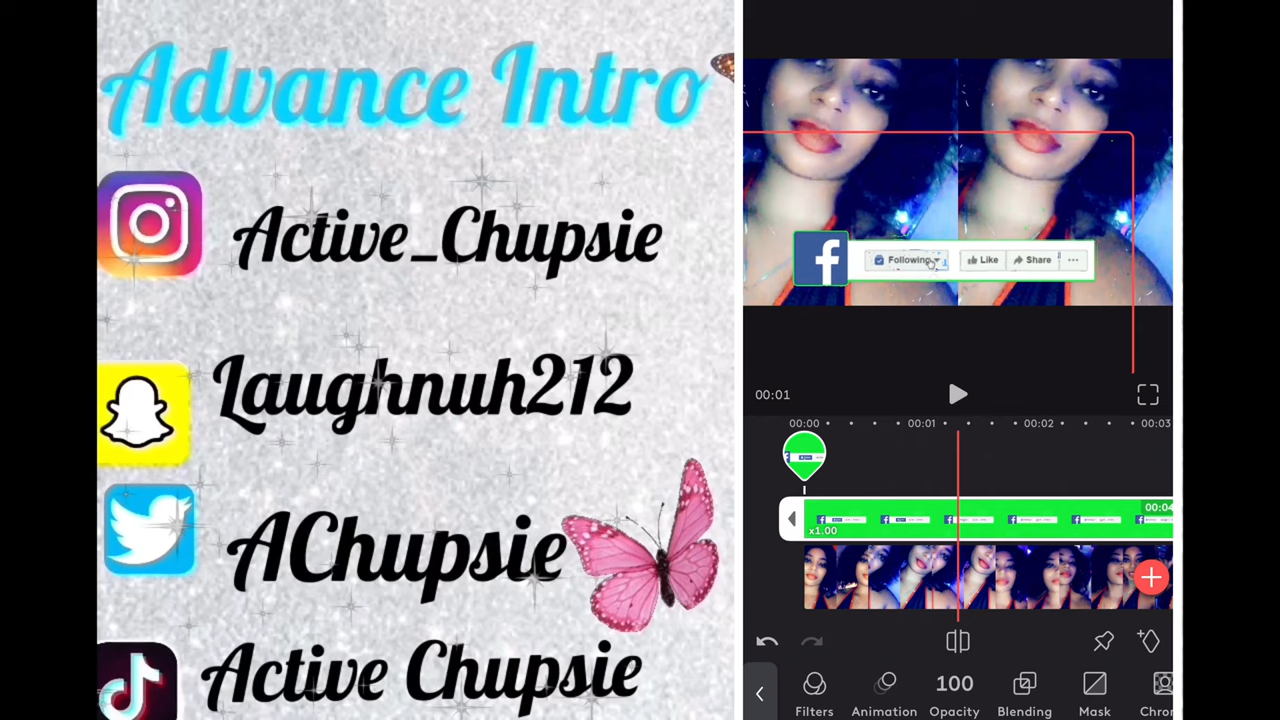 Advance Intro
Active_Chupsie
Laughnuh212
AChupsie
Active Chupsie
Following Like Share
00:01
00:00 00:01 00:02 00:03
00:04
x1.00
100
Filters Animation Opacity Blending Mask Chron